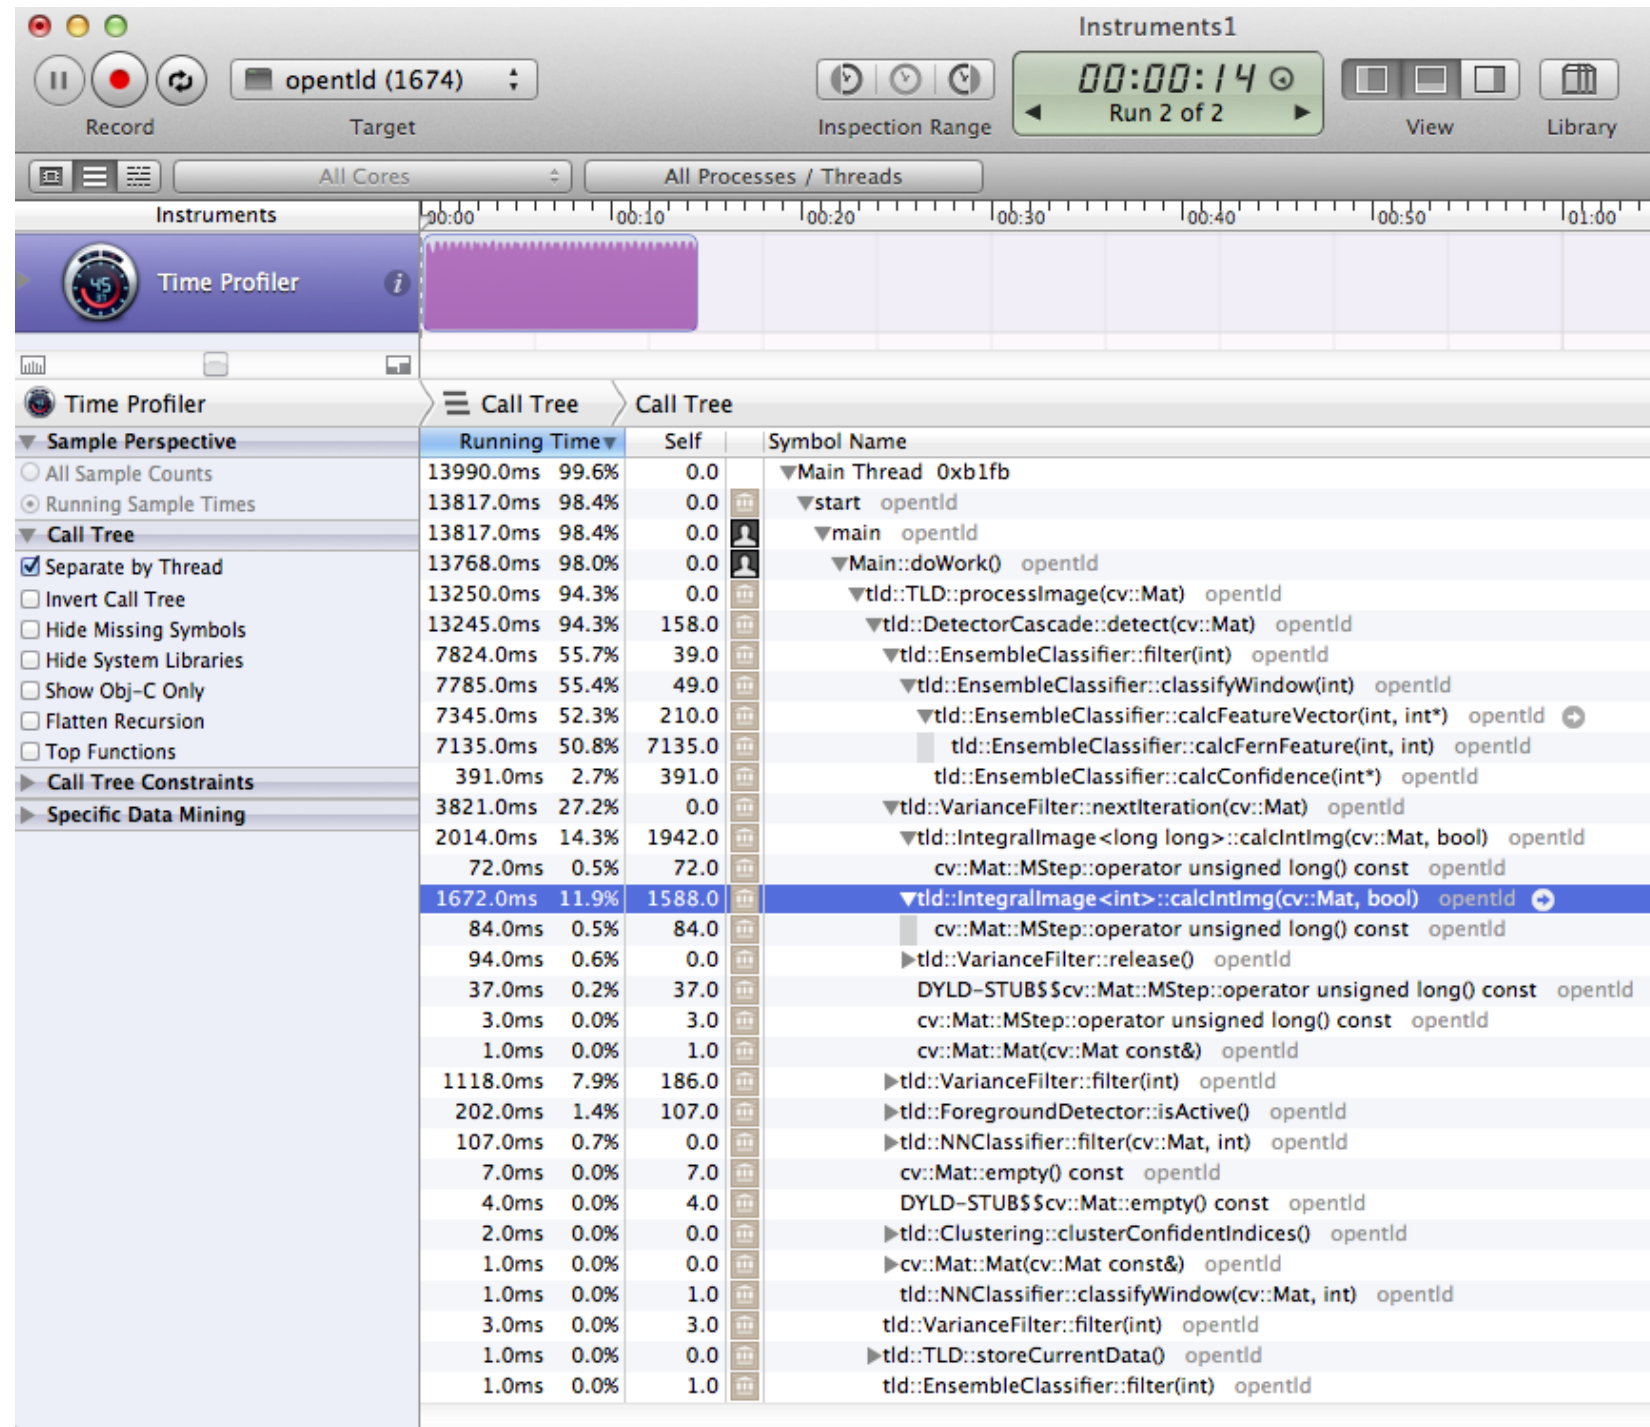 Instruments1
opentld (1674)
00:00:14
Run 2 of 2
Record Target Inspection Range View Library
All Cores All Processes / Threads
Instruments 00:00 00:10 00:20 00:30 00:40 00:50 01:00
45
Time Profiler i
Time Profiler Call Tree Call Tree
Sample Perspective Running Time Self Symbol Name
All Sample Counts 13990.0ms 99.6% 0.0 Main Thread 0xb1fb
Running Sample Times 13817.0ms 98.4% 0.0 start opentld
Call Tree 13817.0ms 98.4% 0.0 main opentld
Separate by Thread 13768.0ms 98.0% 0.0 Main::doWork() opentld
Invert Call Tree 13250.0ms 94.3% 0.0 tld::TLD::processImage(cv::Mat) opentld
Hide Missing Symbols 13245.0ms 94.3% 158.0 tld::DetectorCascade::detect(cv::Mat) opentld
Hide System Libraries 7824.0ms 55.7% 39.0 tld::EnsembleClassifier::filter(int) opentld
Show Obj-C Only 7785.0ms 55.4% 49.0 tld::EnsembleClassifier::classifyWindow(int) opentld
Flatten Recursion 7345.0ms 52.3% 210.0 tld::EnsembleClassifier::calcFeatureVector(int, int*) opentld
Top Functions 7135.0ms 50.8% 7135.0 tld::EnsembleClassifier::calcFernFeature(int, int) opentld
Call Tree Constraints 391.0ms 2.7% 391.0 tld::EnsembleClassifier::calcConfidence(int*) opentld
Specific Data Mining 3821.0ms 27.2% 0.0 tld::VarianceFilter::nextIteration(cv::Mat) opentld
2014.0ms 14.3% 1942.0 tld::IntegralImage<long long>::calcIntImg(cv::Mat, bool) opentld
72.0ms 0.5% 72.0 cv::Mat::MStep::operator unsigned long() const opentld
1672.0ms 11.9% 1588.0 tld::IntegralImage<int>::calcIntImg(cv::Mat, bool) opentld
84.0ms 0.5% 84.0 cv::Mat::MStep::operator unsigned long() const opentld
94.0ms 0.6% 0.0 tld::VarianceFilter::release() opentld
37.0ms 0.2% 37.0 DYLD-STUB$$cv::Mat::MStep::operator unsigned long() const opentld
3.0ms 0.0% 3.0 cv::Mat::MStep::operator unsigned long() const opentld
1.0ms 0.0% 1.0 cv::Mat::Mat(cv::Mat const&) opentld
1118.0ms 7.9% 186.0 tld::VarianceFilter::filter(int) opentld
202.0ms 1.4% 107.0 tld::ForegroundDetector::isActive() opentld
107.0ms 0.7% 0.0 tld::NNClassifier::filter(cv::Mat, int) opentld
7.0ms 0.0% 7.0 cv::Mat::empty() const opentld
4.0ms 0.0% 4.0 DYLD-STUB$$cv::Mat::empty() const opentld
2.0ms 0.0% 0.0 tld::Clustering::clusterConfidentIndices() opentld
1.0ms 0.0% 0.0 cv::Mat::Mat(cv::Mat const&) opentld
1.0ms 0.0% 1.0 tld::NNClassifier::classifyWindow(cv::Mat, int) opentld
3.0ms 0.0% 3.0 tld::VarianceFilter::filter(int) opentld
1.0ms 0.0% 0.0 tld::TLD::storeCurrentData() opentld
1.0ms 0.0% 1.0 tld::EnsembleClassifier::filter(int) opentld